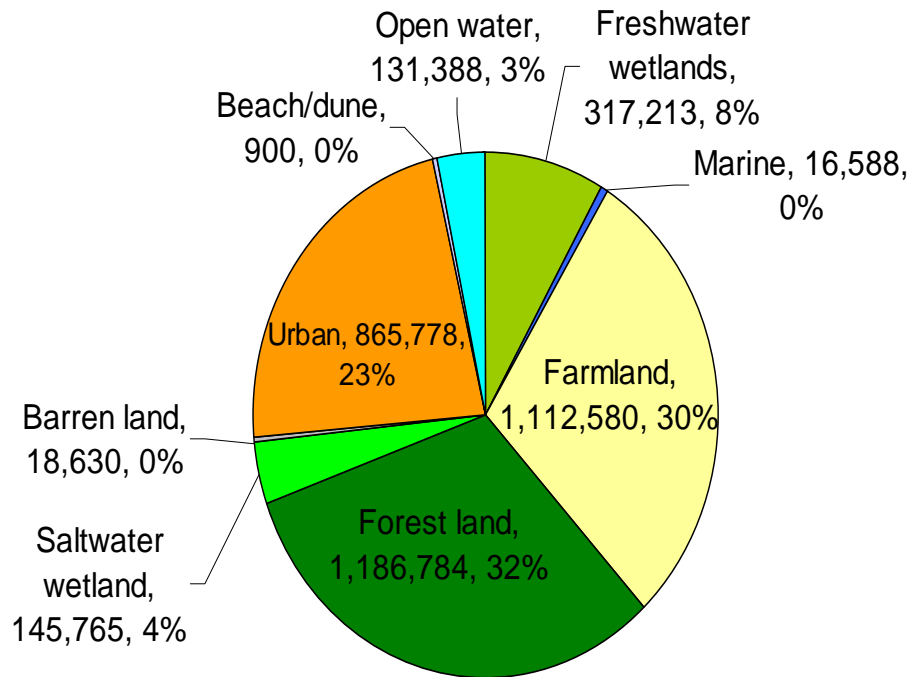 Open water,
131,388, 3%
Freshwater
wetlands,
317,213, 8%
Beach/dune,
900, 0%
Marine, 16,588,
0%
Urban, 865,778,
23%
Farmland,
1,112,580, 30%
Barren land,
18,630, 0%
Forest land,
1,186,784, 32%
Saltwater
wetland,
145,765, 4%